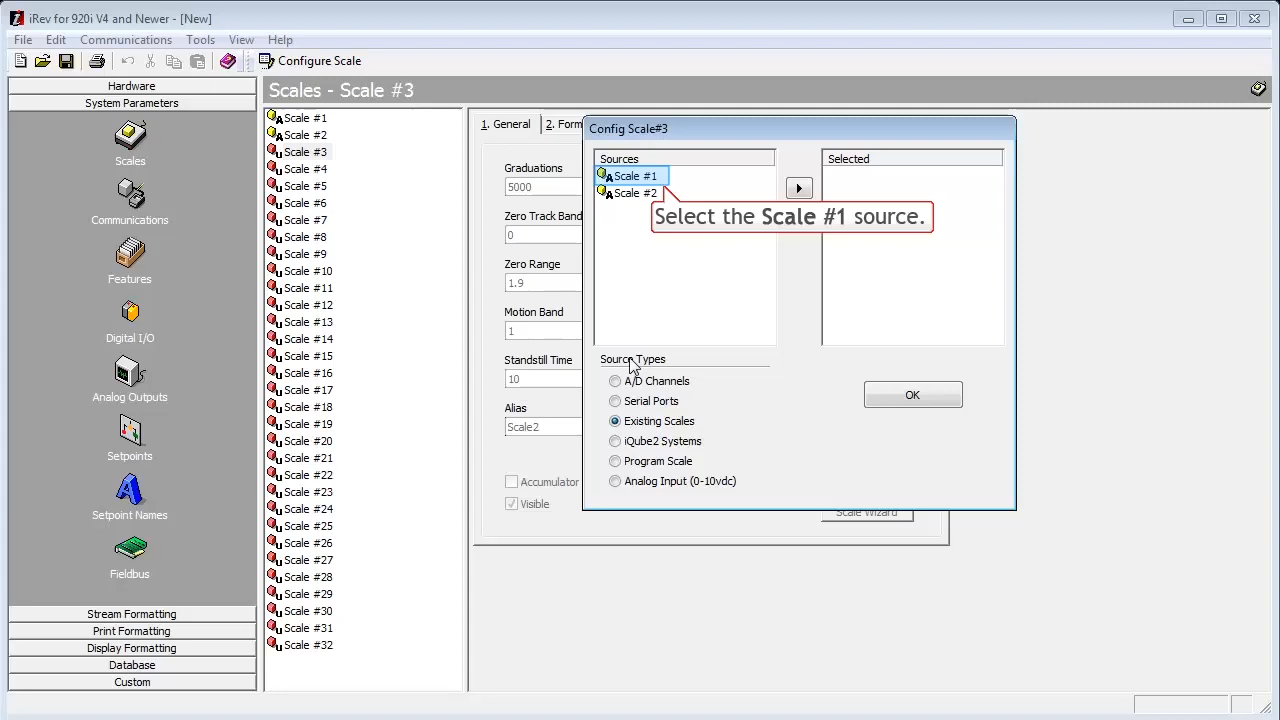 iRev for 920i V4 and Newer - [New]
File Edit Communications Tools View Help
Configure Scale
Hardware
System Parameters
Scales
Communications
Features
Digital I/O
Analog Outputs
Setpoints
Setpoint Names
Fieldbus
Stream Formatting
Print Formatting
Display Formatting
Database
Custom
Scales - Scale #3
Scale #1
Scale #2
Scale #3
Scale #4
Scale #5
Scale #6
Scale #7
Scale #8
Scale #9
Scale #10
Scale #11
Scale #12
Scale #13
Scale #14
Scale #15
Scale #16
Scale #17
Scale #18
Scale #19
Scale #20
Scale #21
Scale #22
Scale #23
Scale #24
Scale #25
Scale #26
Scale #27
Scale #28
Scale #29
Scale #30
Scale #31
Scale #32
1. General 2. Form
Graduations
5000
Zero Track Band
0
Zero Range
1.9
Motion Band
1
Standstill Time
10
Alias
Scale2
Accumulator
Visible
Scale Wizard
Config Scale#3
Sources
Scale #1
Scale #2
Selected
Select the Scale #1 source.
Source Types
A/D Channels
Serial Ports
Existing Scales
iQube2 Systems
Program Scale
Analog Input (0-10vdc)
OK